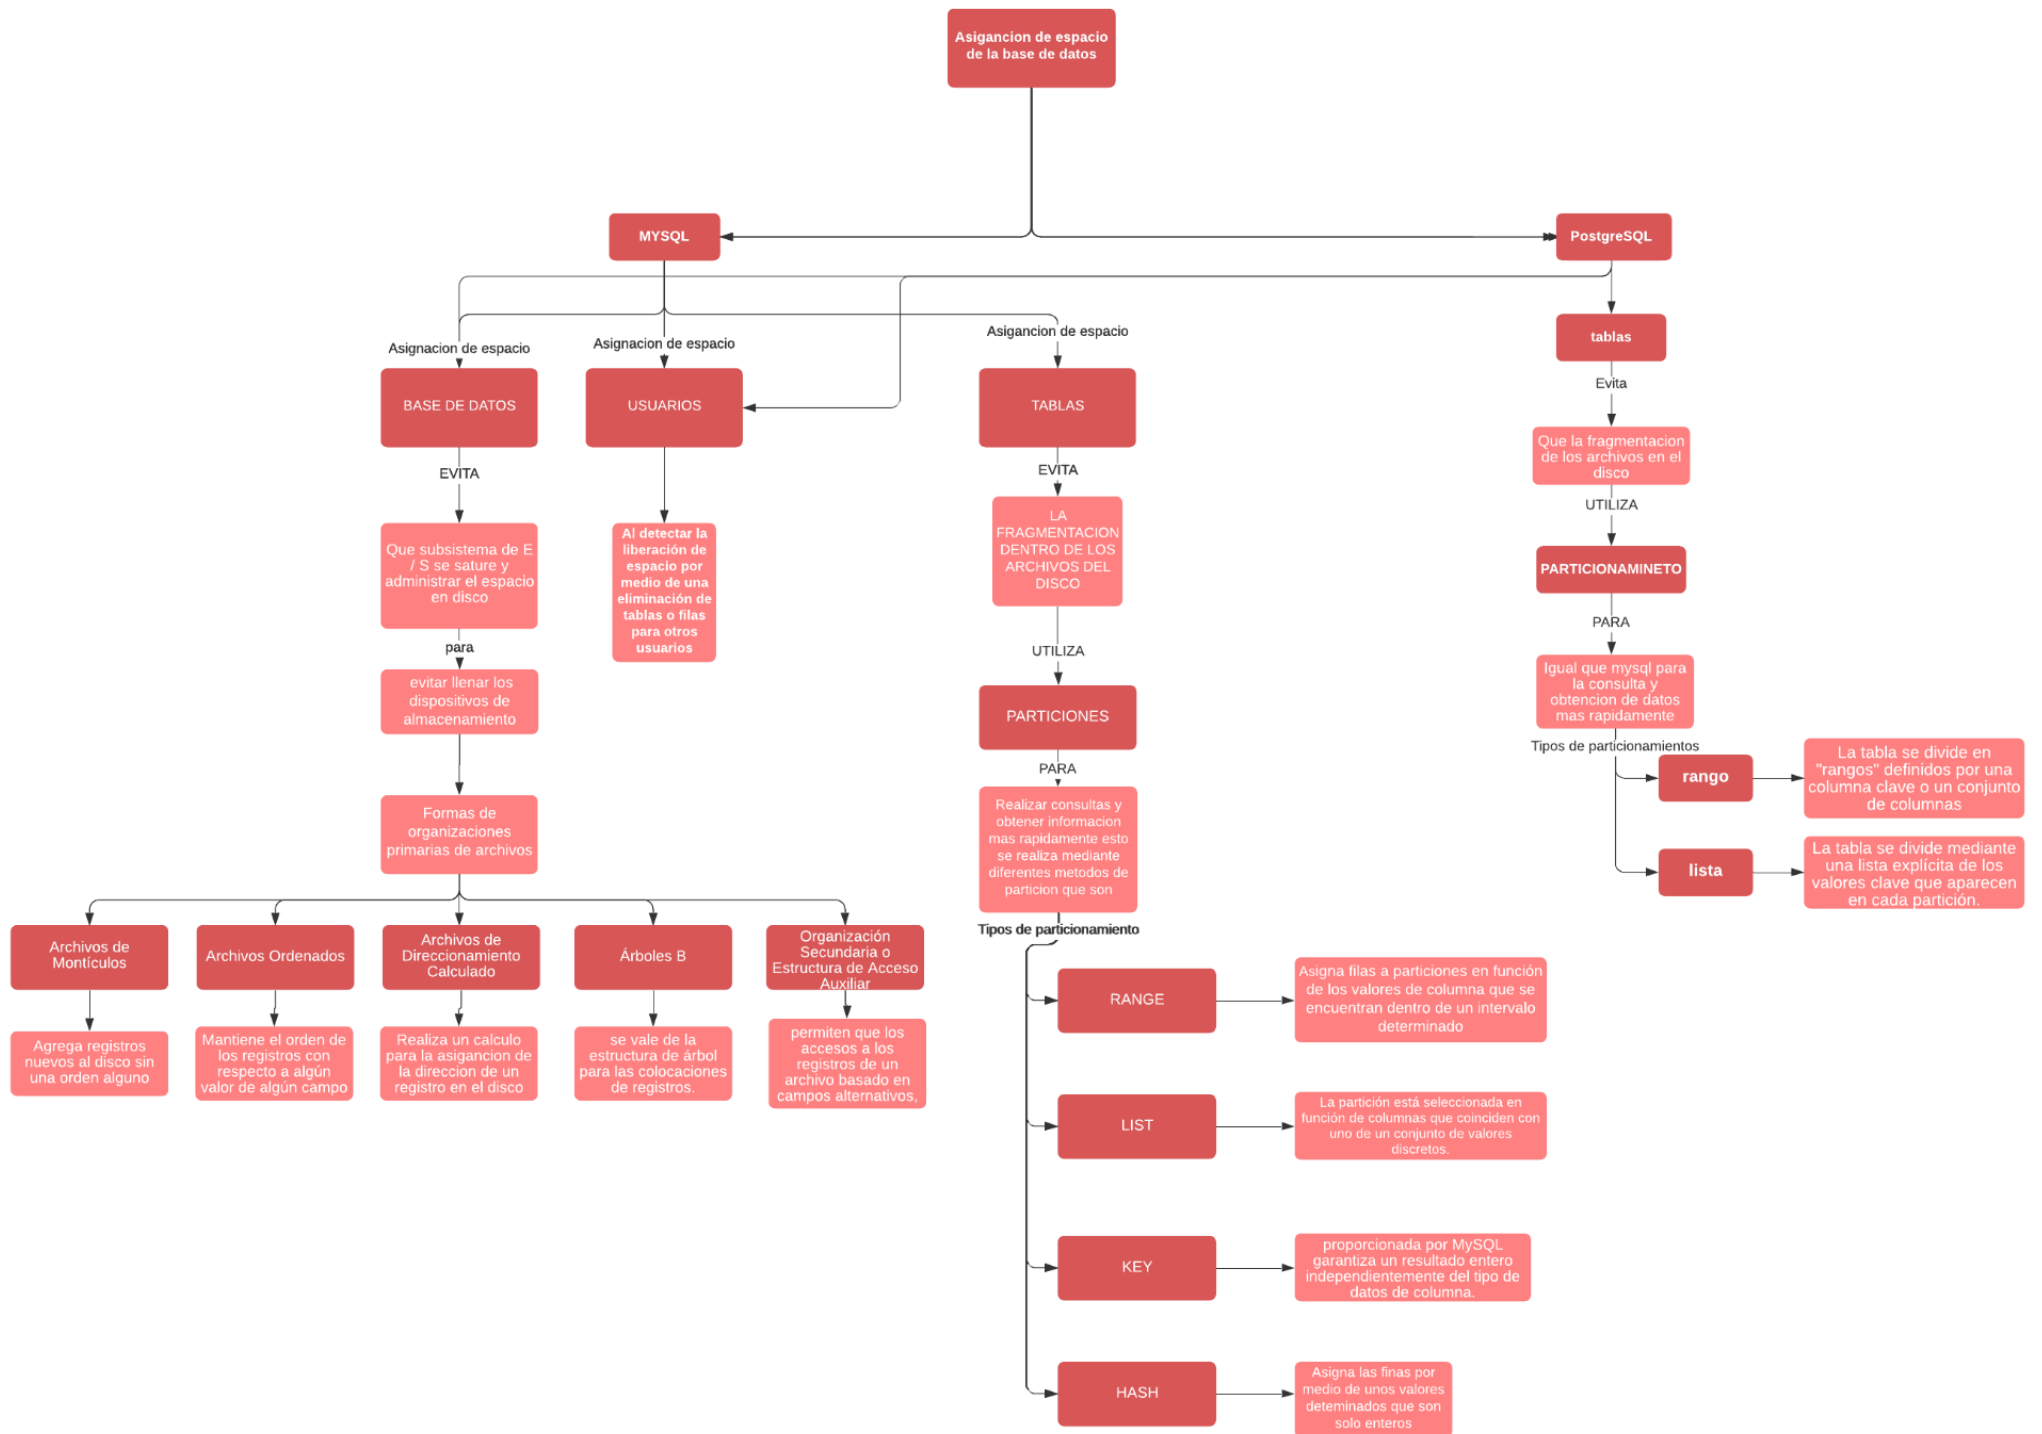 Asigancion de espacio
de la base de datos
MYSQL
PostgreSQL
Asignacion de espacio
BASE DE DATOS
EVITA
Que subsistema de E
/ S se sature y
administrar el espacio
en disco
para
evitar llenar los
dispositivos de
almacenamiento
Formas de
organizaciones
primarias de archivos
Archivos de
Montículos
Agrega registros
nuevos al disco sin
una orden alguno
Archivos Ordenados
Mantiene el orden de
los registros con
respecto a algún
valor de algún campo
Archivos de
Direccionamiento
Calculado
Realiza un calculo
para la asigancion de
la direccion de un
registro en el disco
Árboles B
se vale de la
estructura de árbol
para las colocaciones
de registros.
Organización
Secundaria o
Estructura de Acceso
Auxiliar
permiten que los
accesos a los
registros de un
archivo basado en
campos alternativos,
Asignacion de espacio
USUARIOS
Al detectar la
liberación de
espacio por
medio de una
eliminación de
tablas o filas
para otros
usuarios
Asigancion de espacio
TABLAS
EVITA
LA
FRAGMENTACION
DENTRO DE LOS
ARCHIVOS DEL
DISCO
UTILIZA
PARTICIONES
PARA
Realizar consultas y
obtener informacion
mas rapidamente esto
se realiza mediante
diferentes metodos de
particion que son
Tipos de particionamiento
RANGE
Asigna filas a particiones en función
de los valores de columna que se
encuentran dentro de un intervalo
determinado
LIST
La partición está seleccionada en
función de columnas que coinciden con
uno de un conjunto de valores
discretos.
KEY
proporcionada por MySQL
garantiza un resultado entero
independientemente del tipo de
datos de columna.
HASH
Asigna las finas por
medio de unos valores
deteminados que son
solo enteros
tablas
Evita
Que la fragmentacion
de los archivos en el
disco
UTILIZA
PARTICIONAMINETO
PARA
Igual que mysql para
la consulta y
obtencion de datos
mas rapidamente
Tipos de particionamientos
rango
La tabla se divide en
"rangos" definidos por una
columna clave o un conjunto
de columnas
lista
La tabla se divide mediante
una lista explícita de los
valores clave que aparecen
en cada partición.